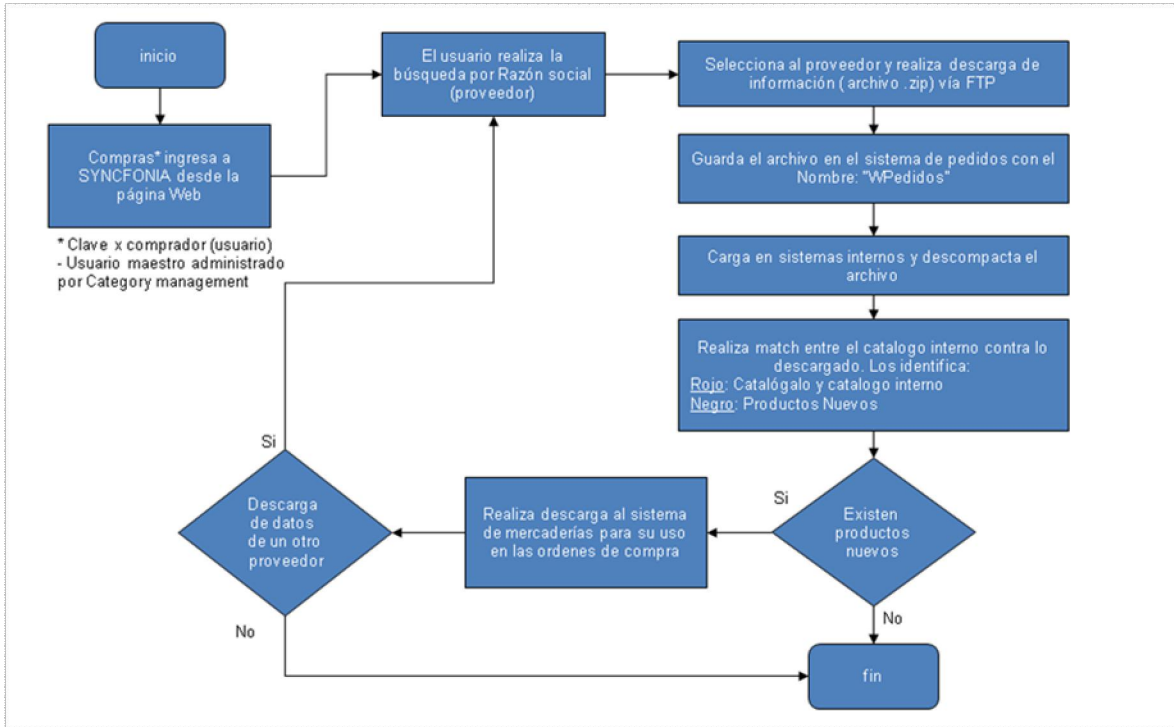 inicio
Compras* ingresa a
SYNCFONIA desde la
página Web
* Clave x comprador (usuario)
- Usuario maestro administrado
por Category management
El usuario realiza la
búsqueda por Razón social
(proveedor)
Selecciona al proveedor y realiza descarga de
información ( archivo .zip) vía FTP
Guarda el archivo en el sistema de pedidos con el
Nombre: "WPedidos"
Carga en sistemas internos y descompacta el
archivo
Realiza match entre el catalogo interno contra lo
descargado. Los identifica:
Rojo: Catalógalo y catalogo interno
Negro: Productos Nuevos
Existen
productos
nuevos
Si
No
Realiza descarga al sistema
de mercaderías para su uso
en las ordenes de compra
Descarga
de datos
de un otro
proveedor
Si
No
fin